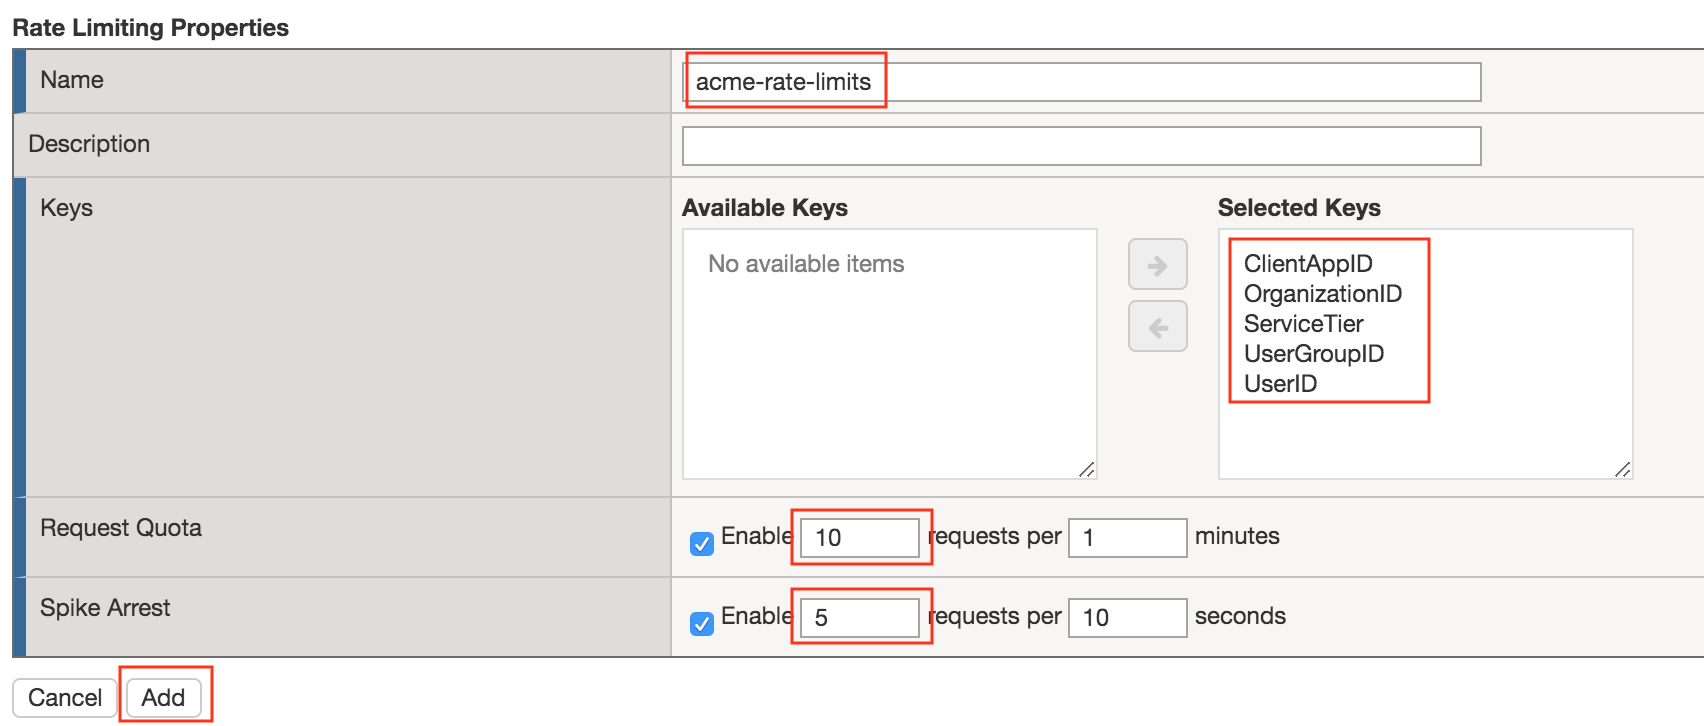 Rate Limiting Properties
Name
acme-rate-limits
Description
Keys
Available Keys
No available items
Selected Keys
ClientAppID
OrganizationID
ServiceTier
UserGroupID
UserID
Request Quota
Enable 10 requests per 1 minutes
Spike Arrest
Enable 5 requests per 10 seconds
Cancel Add